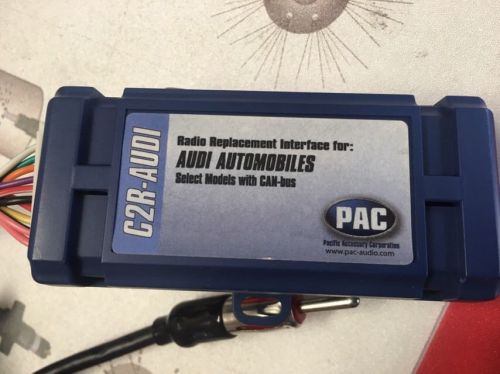 C2R-AUDI
Radio Replacement Interface for:
AUDI AUTOMOBILES
Select Models with CAN-bus
PAC
Pacific Accessory Corporation
www.pac-audio.com